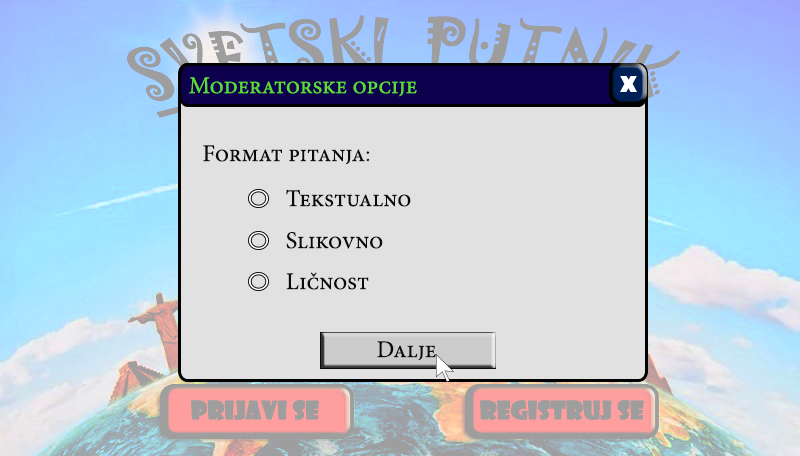 SVETSKI PUTNIK
Moderatorske opcije
X
Format pitanja:
Tekstualno
Slikovno
Ličnost
Dalje
PRIJAVI SE
REGISTRUJ SE